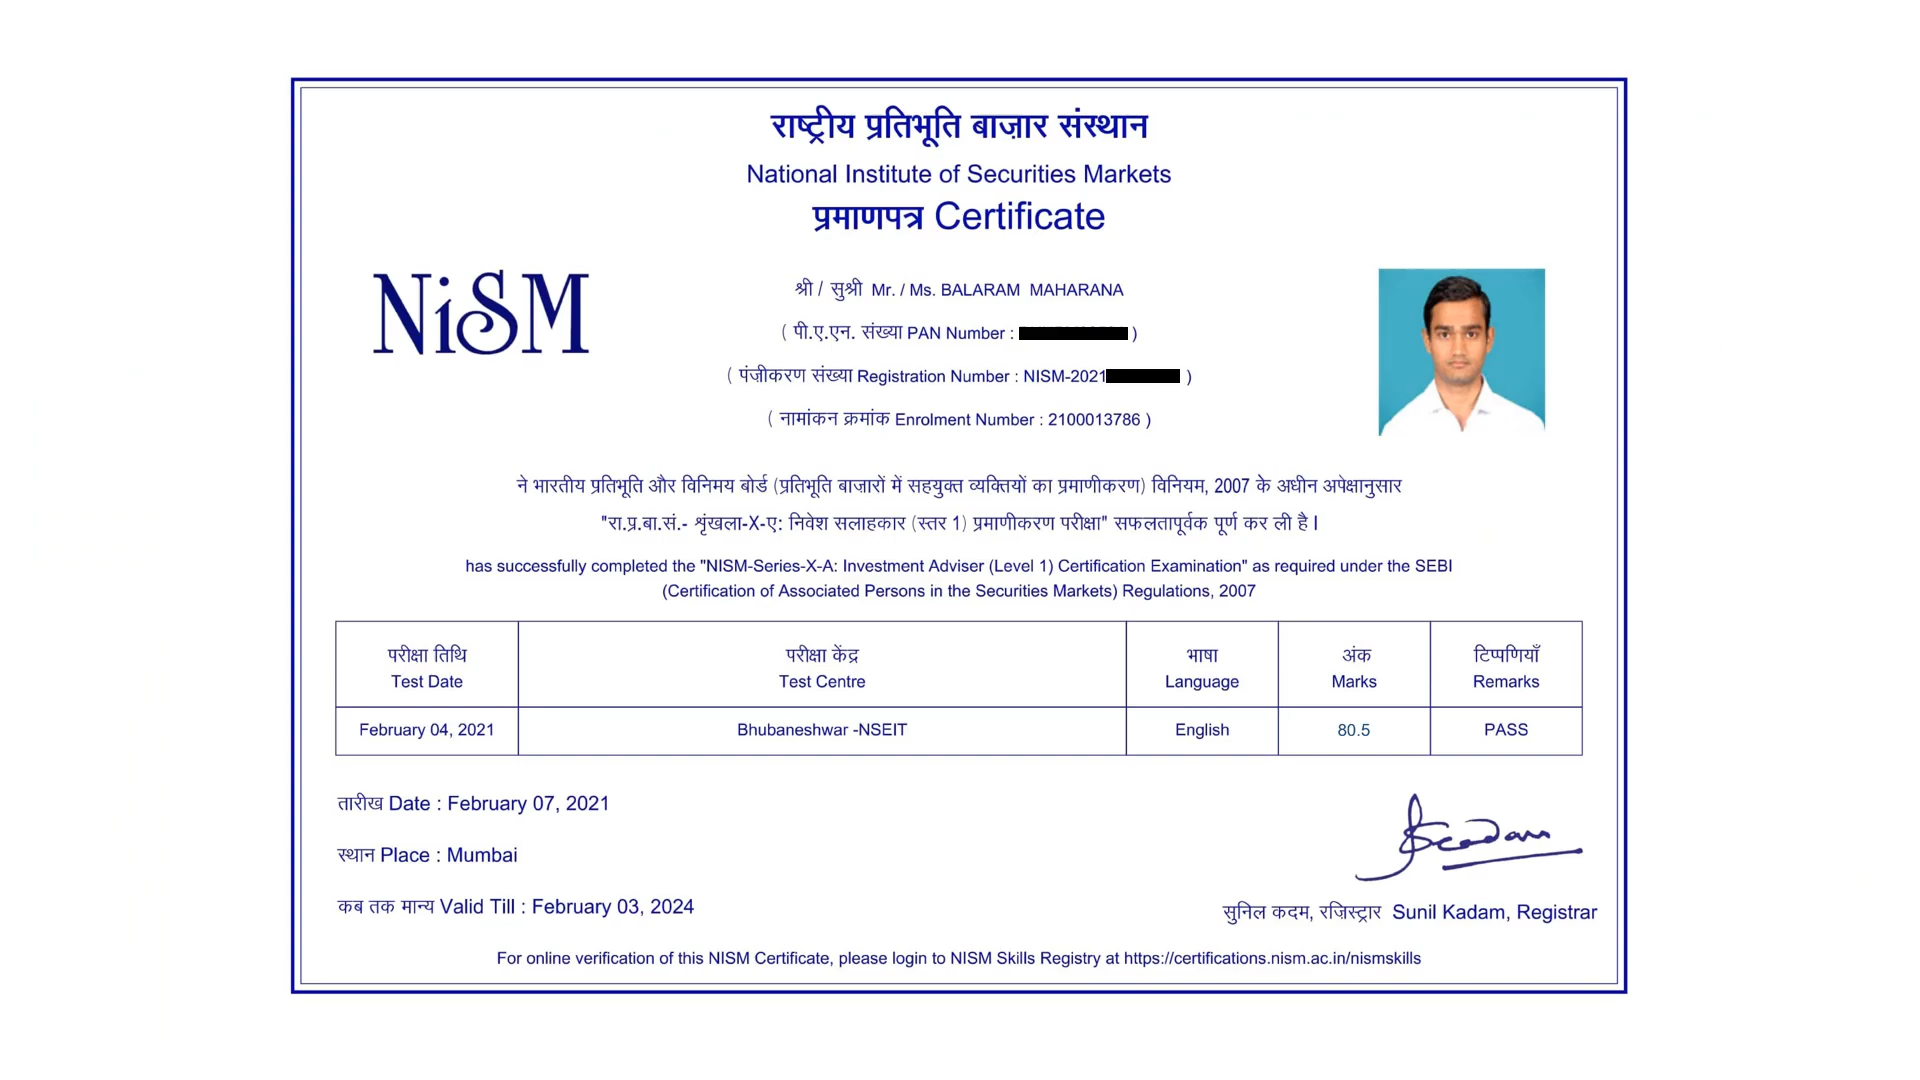 राष्ट्रीय प्रतिभूति बाज़ार संस्थान
National Institute of Securities Markets
प्रमाणपत्र Certificate
NiSM
श्री / सुश्री Mr. / Ms. BALARAM MAHARANA
( पी.ए.एन. संख्या PAN Number : )
( पंजीकरण संख्या Registration Number : NISM-2021 )
( नामांकन क्रमांक Enrolment Number : 2100013786 )
ने भारतीय प्रतिभूति और विनिमय बोर्ड (प्रतिभूति बाजारों में सहयुक्त व्यक्तियों का प्रमाणीकरण) विनियम, 2007 के अधीन अपेक्षानुसार
"रा.प्र.बा.सं.- शृंखला-X-ए: निवेश सलाहकार (स्तर 1) प्रमाणीकरण परीक्षा" सफलतापूर्वक पूर्ण कर ली है।
has successfully completed the "NISM-Series-X-A: Investment Adviser (Level 1) Certification Examination" as required under the SEBI
(Certification of Associated Persons in the Securities Markets) Regulations, 2007
परीक्षा तिथि परीक्षा केंद्र भाषा अंक टिप्पणियाँ
Test Date Test Centre Language Marks Remarks
February 04, 2021 Bhubaneshwar -NSEIT English 80.5 PASS
तारीख Date : February 07, 2021
स्थान Place : Mumbai
कब तक मान्य Valid Till : February 03, 2024
Skadam
सुनिल कदम, रजिस्ट्रार Sunil Kadam, Registrar
For online verification of this NISM Certificate, please login to NISM Skills Registry at https://certifications.nism.ac.in/nismskills